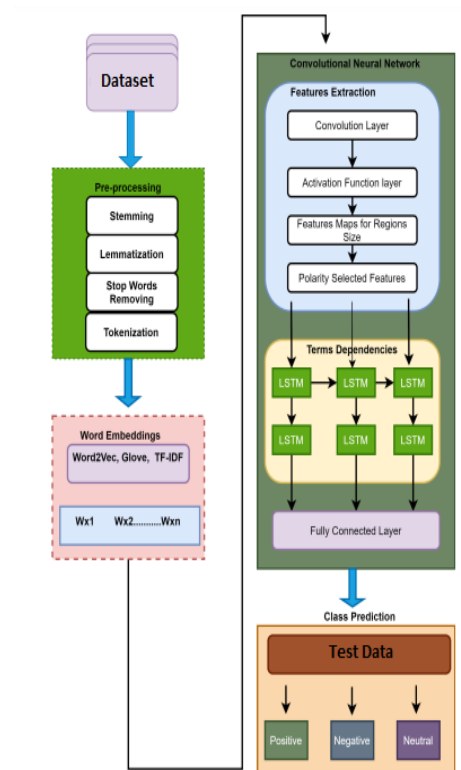 Dataset
Pre-processing
Stemming
Lemmatization
Stop Words
Removing
Tokenization
Word Embeddings
Word2Vec, Glove, TF-IDF
Wx1 Wx2...........Wxn
Convolutional Neural Network
Features Extraction
Convolution Layer
Activation Function layer
Features Maps for Regions
Size
Polarity Selected Features
Terms Dependencies
LSTM LSTM LSTM
LSTM LSTM LSTM
Fully Connected Layer
Class Prediction
Test Data
Positive Negative Neutral